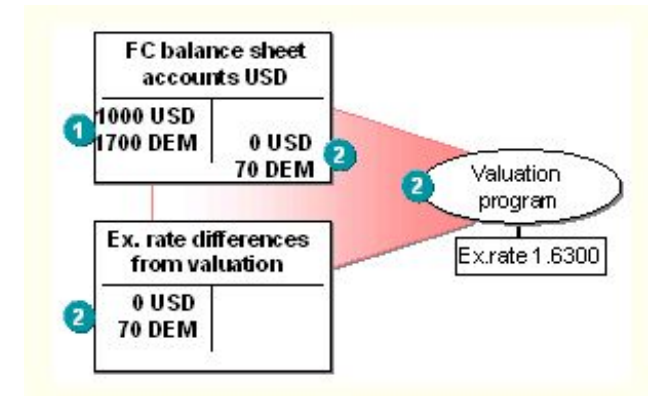 FC balance sheet
accounts USD
1
1000 USD
1700 DEM
0 USD
70 DEM
2
2
Valuation
program
Ex.rate 1.6300
Ex. rate differences
from valuation
2
0 USD
70 DEM